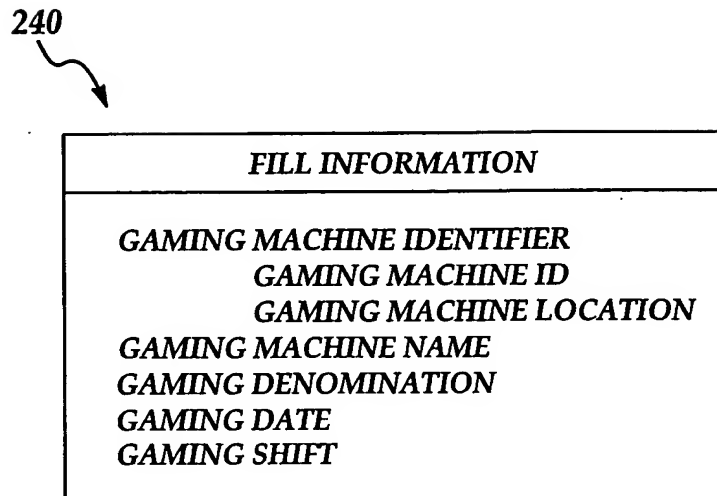 240
FILL INFORMATION
GAMING MACHINE IDENTIFIER
GAMING MACHINE ID
GAMING MACHINE LOCATION
GAMING MACHINE NAME
GAMING DENOMINATION
GAMING DATE
GAMING SHIFT